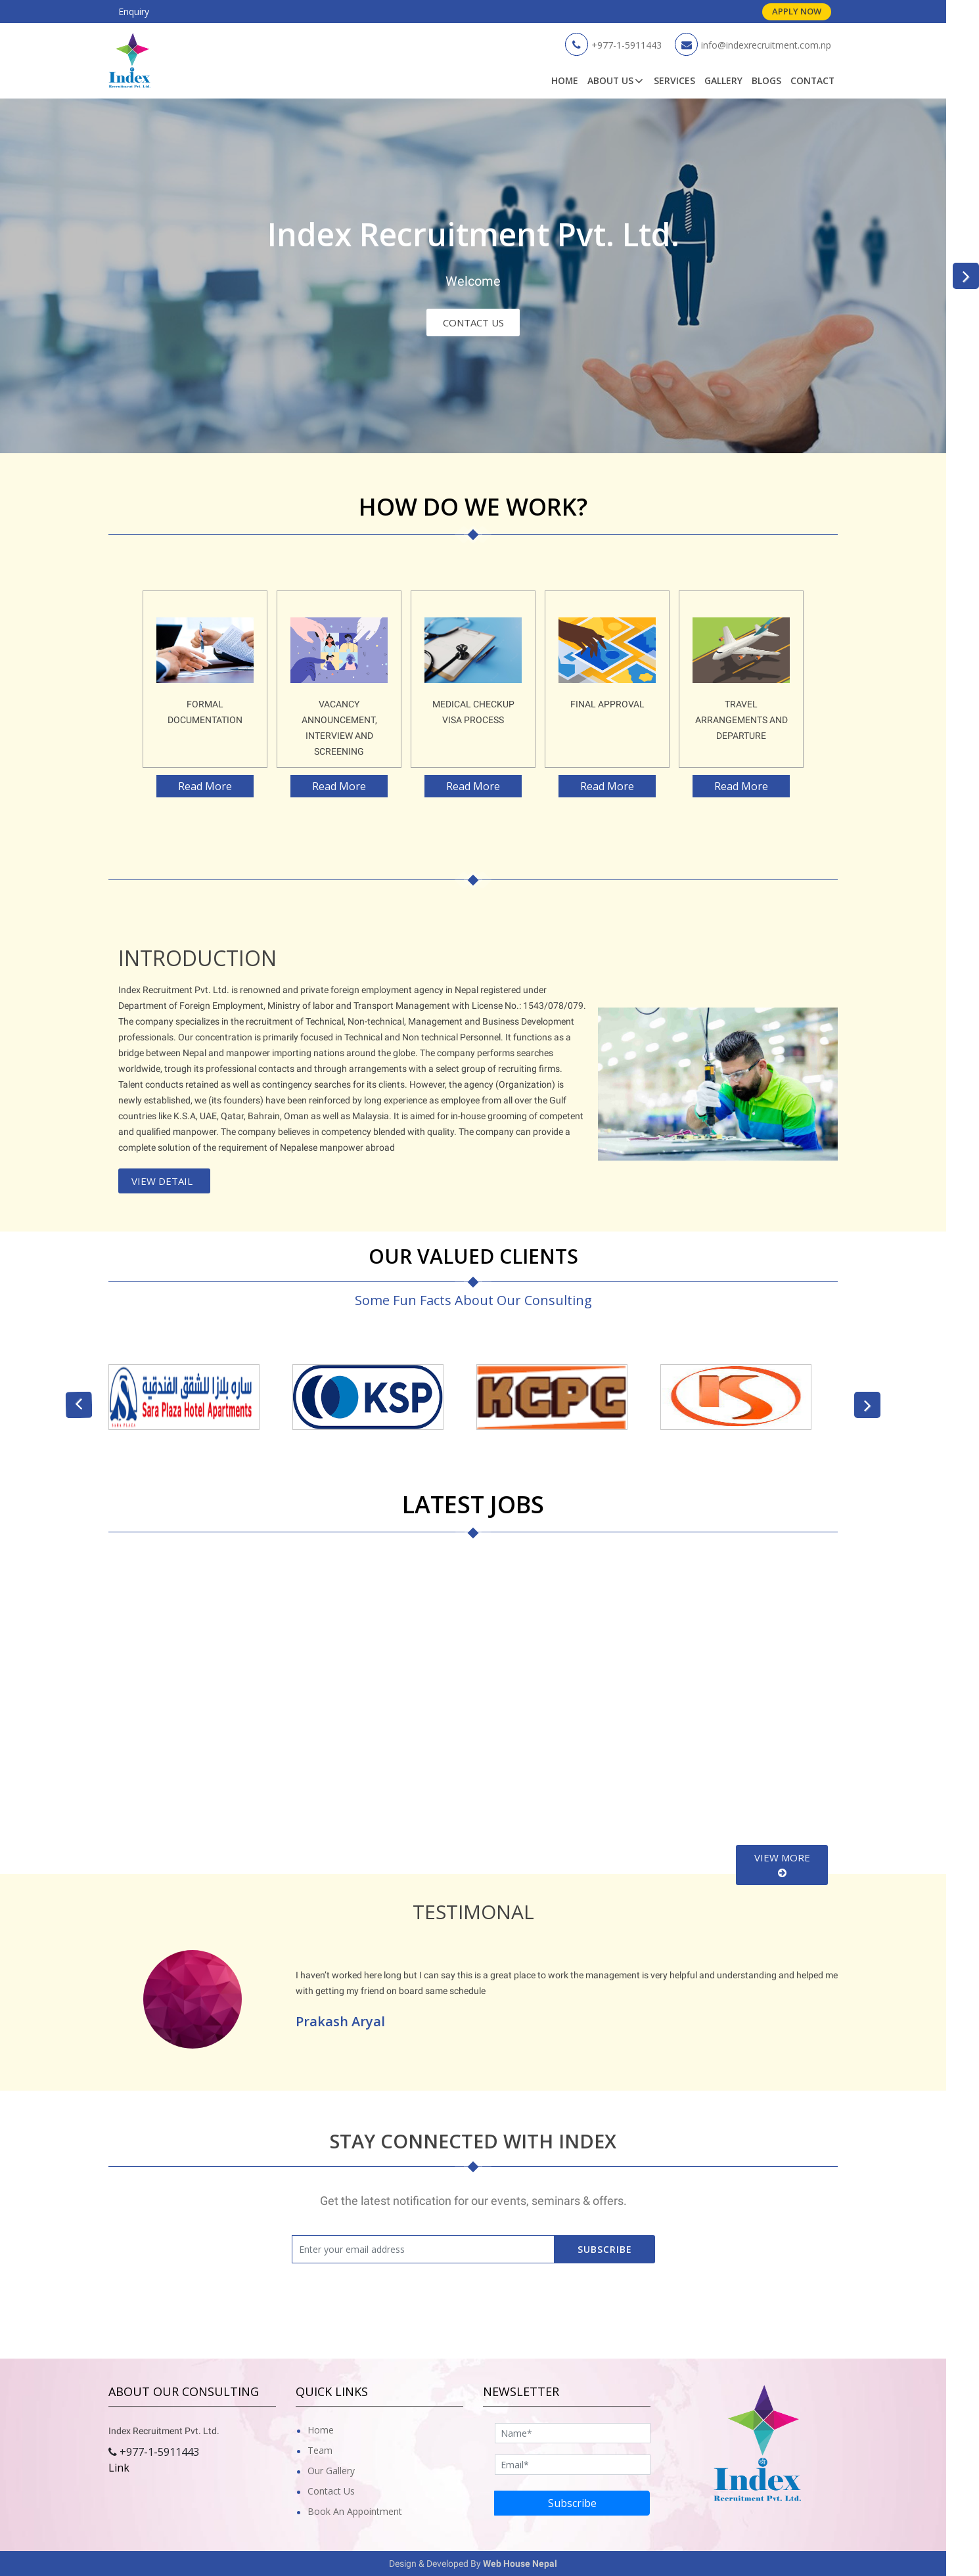 Enquiry
APPLY NOW
Index
Recruitment Pvt. Ltd.
+977-1-5911443
info@indexrecruitment.com.np
HOME ABOUT US SERVICES GALLERY BLOGS CONTACT
Index Recruitment Pvt. Ltd.
Welcome
CONTACT US
HOW DO WE WORK?
FORMAL
DOCUMENTATION
Read More
VACANCY
ANNOUNCEMENT,
INTERVIEW AND
SCREENING
Read More
MEDICAL CHECKUP
VISA PROCESS
Read More
FINAL APPROVAL
Read More
TRAVEL
ARRANGEMENTS AND
DEPARTURE
Read More
INTRODUCTION
Index Recruitment Pvt. Ltd. is renowned and private foreign employment agency in Nepal registered under
Department of Foreign Employment, Ministry of labor and Transport Management with License No.: 1543/078/079.
The company specializes in the recruitment of Technical, Non-technical, Management and Business Development
professionals. Our concentration is primarily focused in Technical and Non technical Personnel. It functions as a
bridge between Nepal and manpower importing nations around the globe. The company performs searches
worldwide, trough its professional contacts and through arrangements with a select group of recruiting firms.
Talent conducts retained as well as contingency searches for its clients. However, the agency (Organization) is
newly established, we (its founders) have been reinforced by long experience as employee from all over the Gulf
countries like K.S.A, UAE, Qatar, Bahrain, Oman as well as Malaysia. It is aimed for in-house grooming of competent
and qualified manpower. The company believes in competency blended with quality. The company can provide a
complete solution of the requirement of Nepalese manpower abroad
VIEW DETAIL
OUR VALUED CLIENTS
Some Fun Facts About Our Consulting
ساره بلازا للشقق الفندقية
Sara Plaza Hotel Apartments
SARA PLAZA
KSP
KCPC
LATEST JOBS
VIEW MORE
TESTIMONAL
I haven't worked here long but I can say this is a great place to work the management is very helpful and understanding and helped me
with getting my friend on board same schedule
Prakash Aryal
STAY CONNECTED WITH INDEX
Get the latest notification for our events, seminars & offers.
Enter your email address
SUBSCRIBE
ABOUT OUR CONSULTING
Index Recruitment Pvt. Ltd.
+977-1-5911443
Link
QUICK LINKS
Home
Team
Our Gallery
Contact Us
Book An Appointment
NEWSLETTER
Name*
Email*
Subscribe
Index
Recruitment Pvt. Ltd.
Design & Developed By Web House Nepal